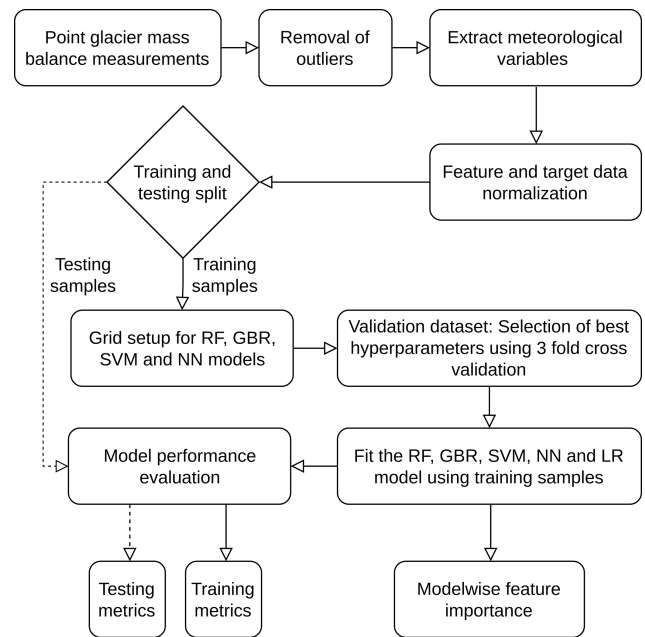 Point glacier mass
balance measurements
Removal of
outliers
Extract meteorological
variables
Feature and target data
normalization
Training and
testing split
Testing
samples
Training
samples
Grid setup for RF, GBR,
SVM and NN models
Validation dataset: Selection of best
hyperparameters using 3 fold cross
validation
Fit the RF, GBR, SVM, NN and LR
model using training samples
Model performance
evaluation
Testing
metrics
Training
metrics
Modelwise feature
importance